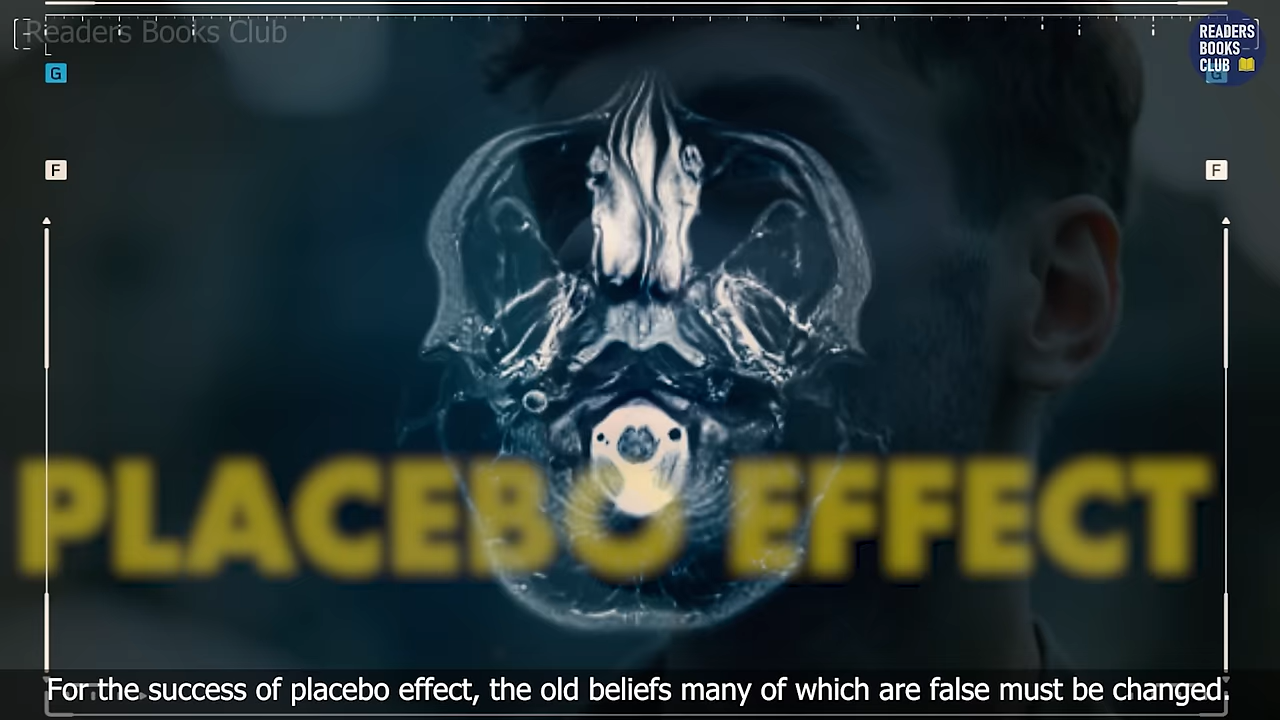 Readers Books Club
READERS
BOOKS
CLUB
G
G
F
F
PLACEBO EFFECT
For the success of placebo effect, the old beliefs many of which are false must be changed.